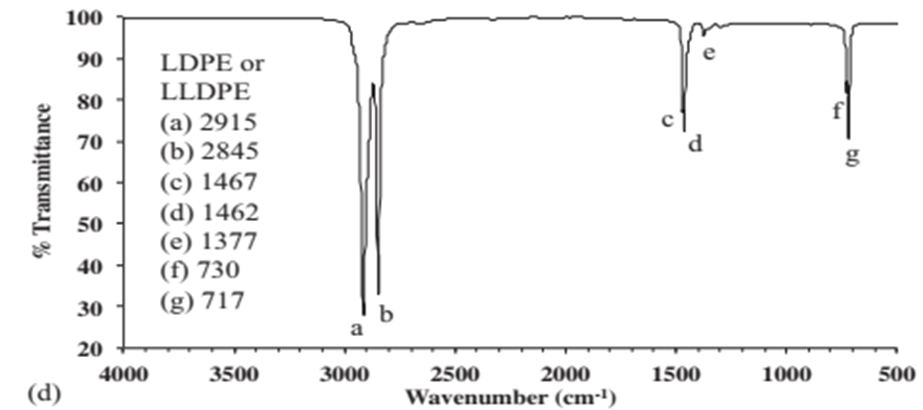 100
90
80
70
60
50
40
30
20
% Transmittance
LDPE or
LLDPE
(a) 2915
(b) 2845
(c) 1467
(d) 1462
(e) 1377
(f) 730
(g) 717
a
b
c
d
e
f
g
4000 3500 3000 2500 2000 1500 1000 500
Wavenumber (cm⁻¹)
(d)